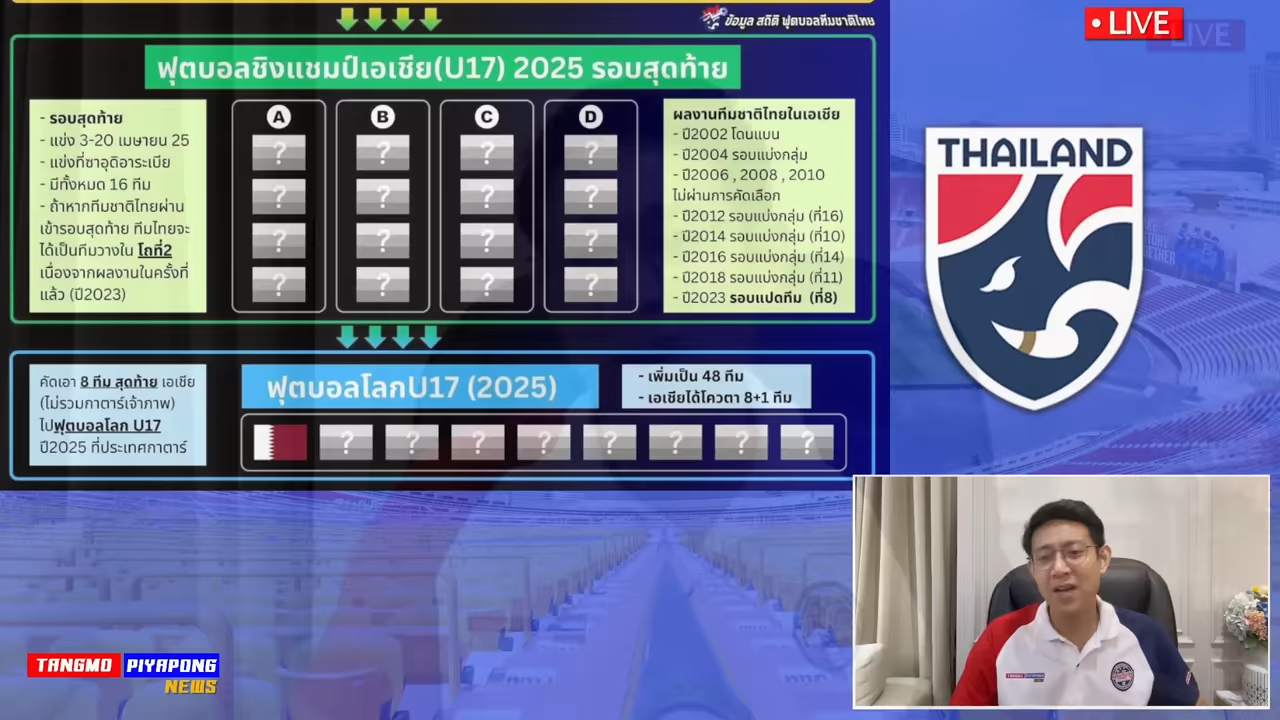 ข้อมูล สถิติ ฟุตบอลทีมชาติไทย
LIVE
LIVE
ฟุตบอลชิงแชมป์เอเชีย(U17) 2025 รอบสุดท้าย
- รอบสุดท้าย
- แข่ง 3-20 เมษายน 25
- แข่งที่ซาอุดิอาระเบีย
- มีทั้งหมด 16 ทีม
- ถ้าหากทีมชาติไทยผ่าน
เข้ารอบสุดท้าย ทีมไทยจะ
ได้เป็นทีมวางใน โถที่2
เนื่องจากผลงานในครั้งที่
แล้ว (ปี2023)
A B C D
? ? ? ?
? ? ? ?
? ? ? ?
? ? ? ?
ผลงานทีมชาติไทยในเอเชีย
- ปี2002 โดนแบน
- ปี2004 รอบแบ่งกลุ่ม
- ปี2006 , 2008 , 2010
ไม่ผ่านการคัดเลือก
- ปี2012 รอบแบ่งกลุ่ม (ที่16)
- ปี2014 รอบแบ่งกลุ่ม (ที่10)
- ปี2016 รอบแบ่งกลุ่ม (ที่14)
- ปี2018 รอบแบ่งกลุ่ม (ที่11)
- ปี2023 รอบแปดทีม (ที่8)
THAILAND
คัดเอา 8 ทีม สุดท้าย เอเชีย
(ไม่รวมกาตาร์เจ้าภาพ)
ไปฟุตบอลโลก U17
ปี2025 ที่ประเทศกาตาร์
ฟุตบอลโลกU17 (2025)
- เพิ่มเป็น 48 ทีม
- เอเชียได้โควตา 8+1 ทีม
? ? ? ? ? ? ? ?
TANGMO PIYAPONG
NEWS